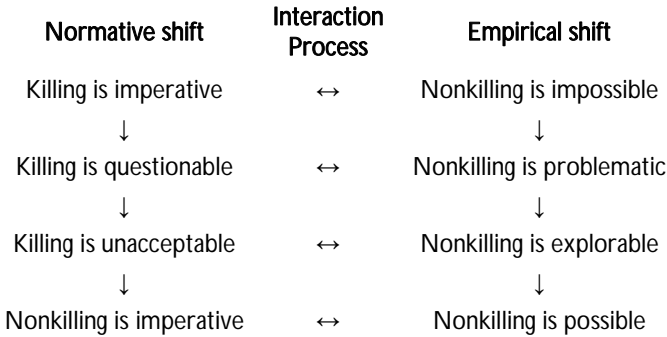 Normative shift Interaction Process Empirical shift
Killing is imperative ↔ Nonkilling is impossible
↓ ↓
Killing is questionable ↔ Nonkilling is problematic
↓ ↓
Killing is unacceptable ↔ Nonkilling is explorable
↓ ↓
Nonkilling is imperative ↔ Nonkilling is possible